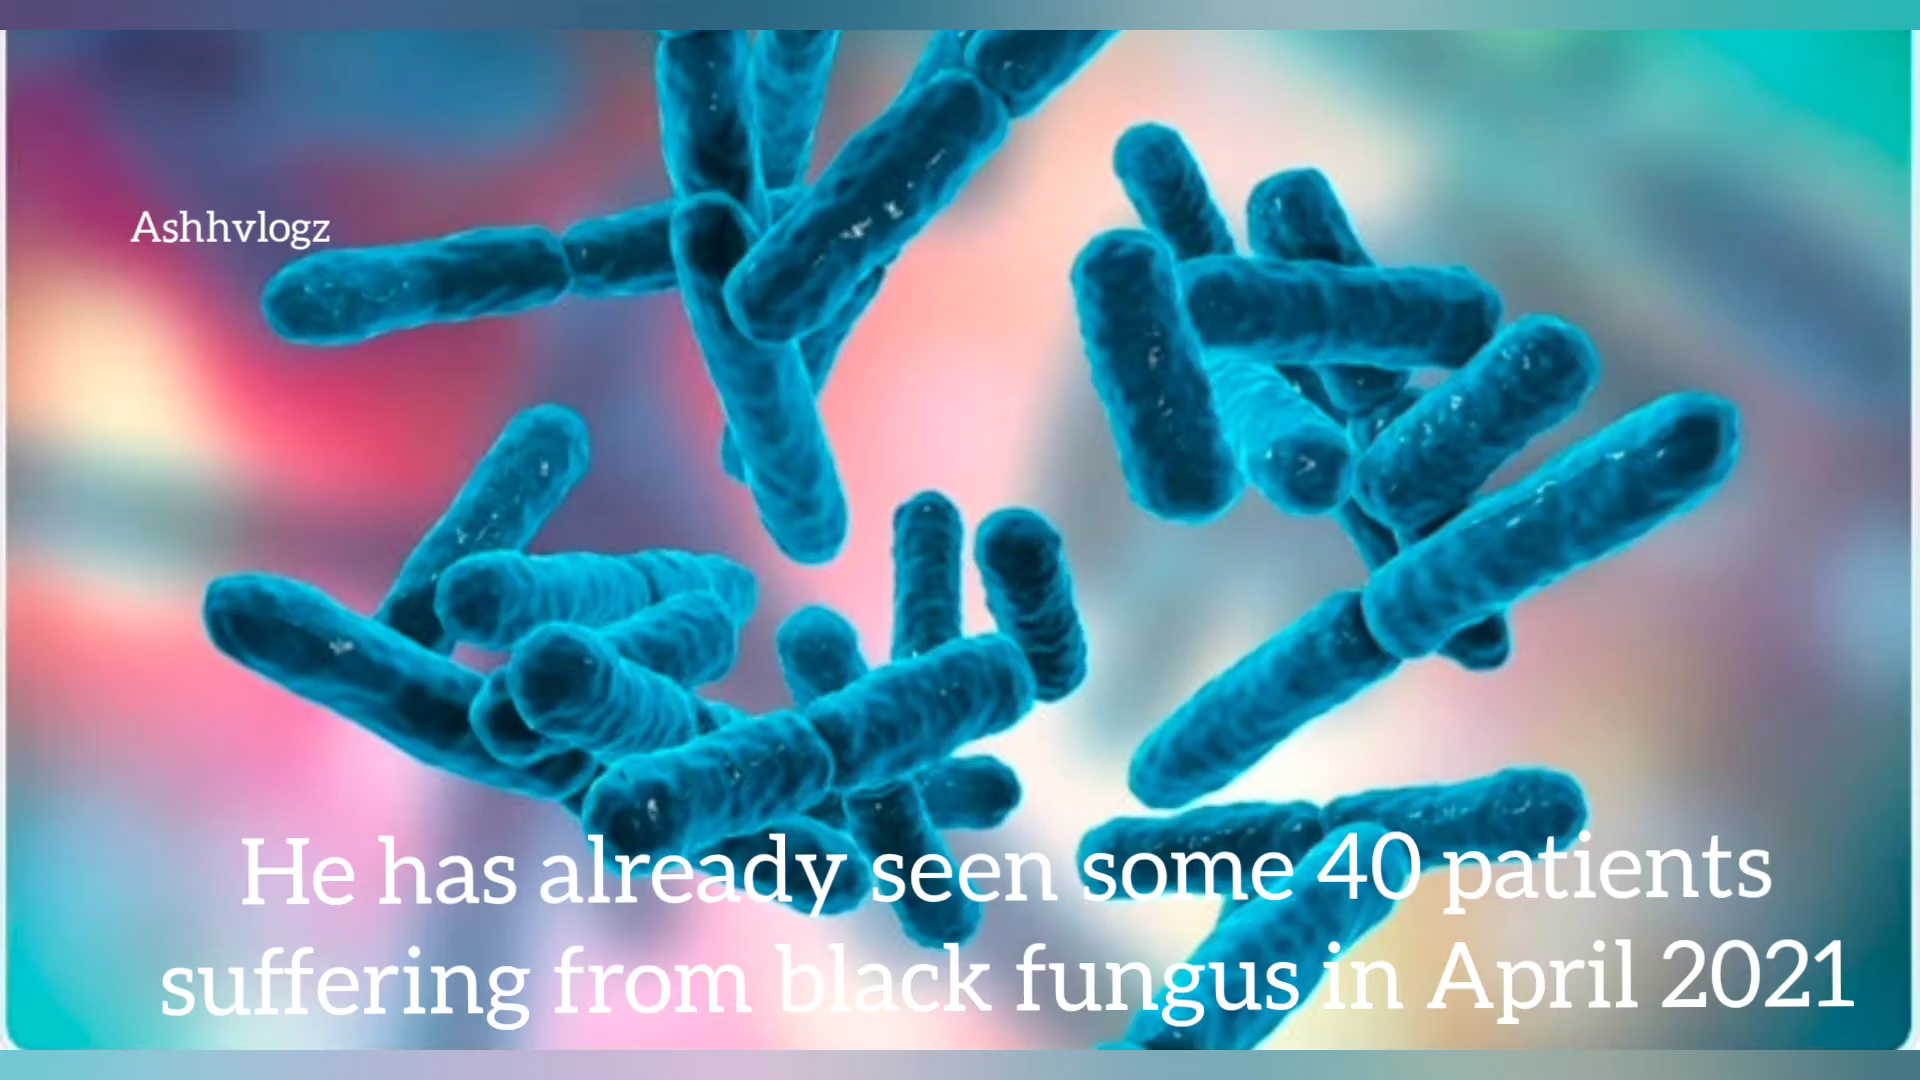 Ashhvlogz
He has already seen some 40 patients
suffering from black fungus in April 2021